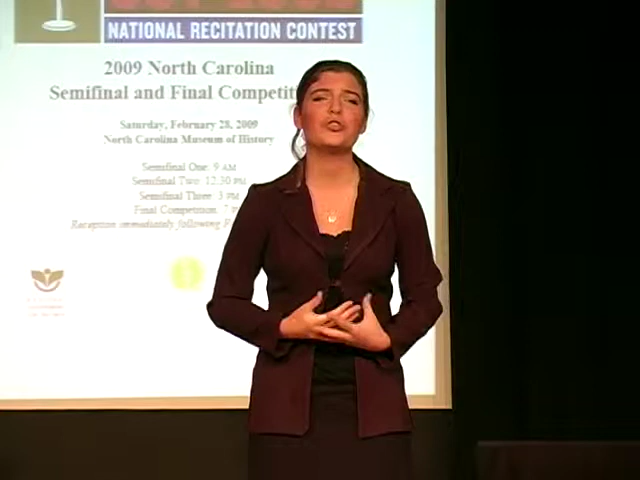 NATIONAL RECITATION CONTEST
2009 North Carolina
Semifinal and Final Competit
Saturday, February 28, 2009
North Carolina Museum of History
Semifinal One: 9 AM
Semifinal Two: 12:30 PM
Semifinal Three: 3 PM
Final Competition: 7 P
Reception immediately following